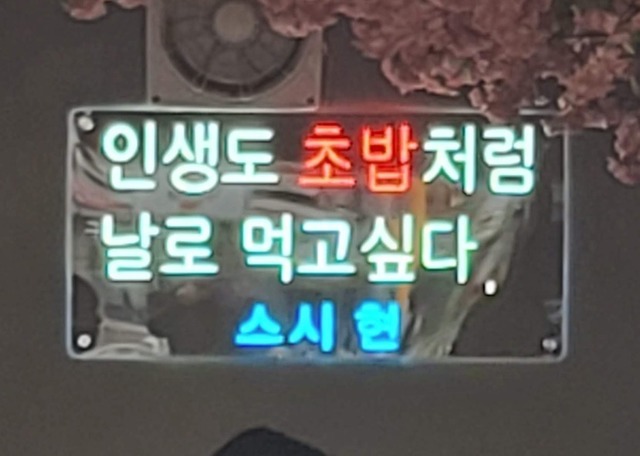 인생도 초밥처럼
날로 먹고싶다
스시 현